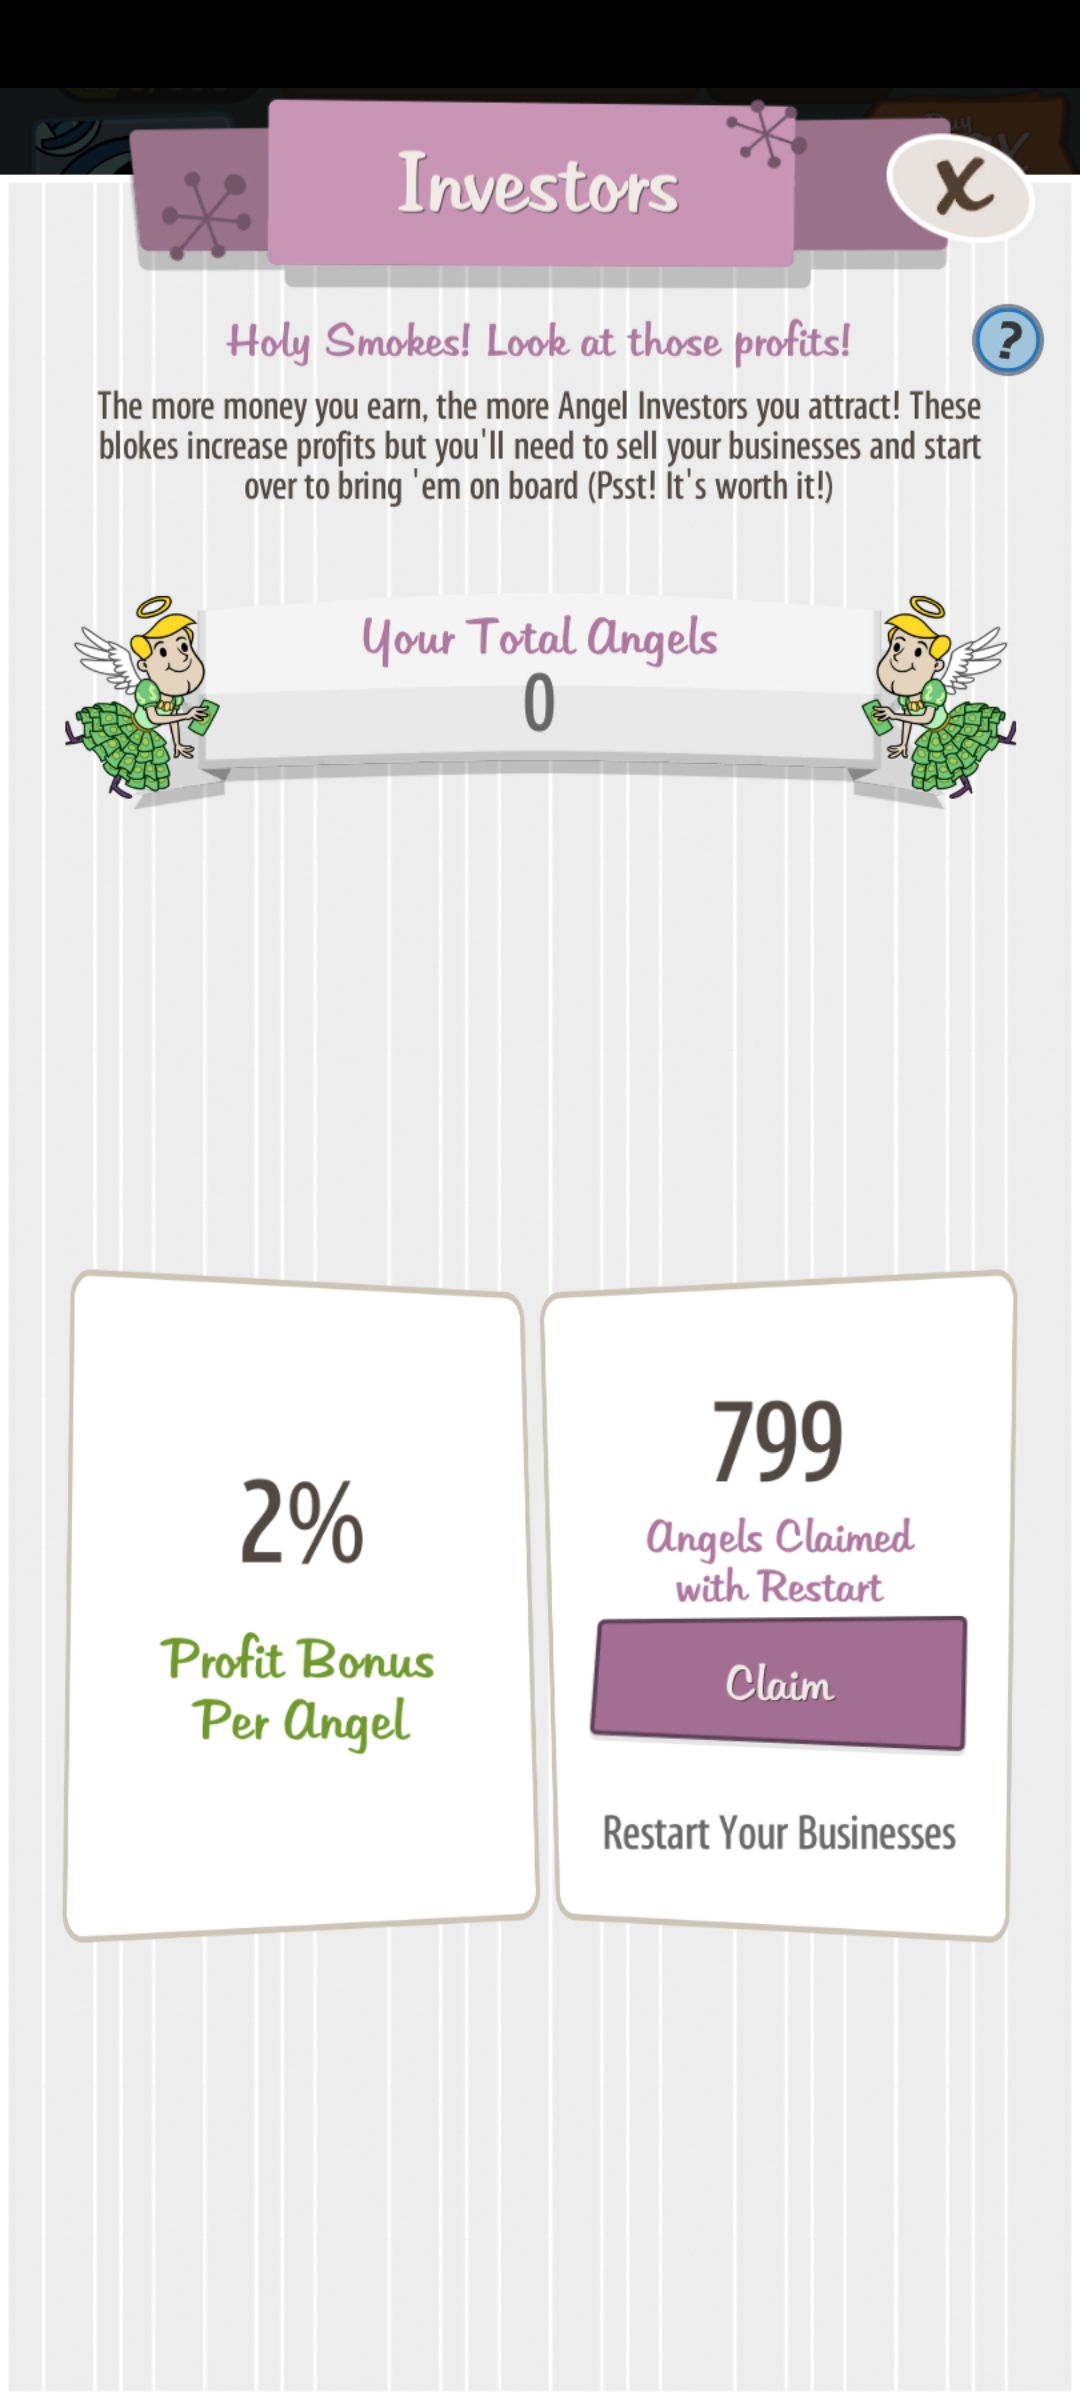 Investors
X
Holy Smokes! Look at those profits!
?
The more money you earn, the more Angel Investors you attract! These
blokes increase profits but you'll need to sell your businesses and start
over to bring 'em on board (Psst! It's worth it!)
Your Total Angels
0
2%
Profit Bonus
Per Angel
799
Angels Claimed
with Restart
Claim
Restart Your Businesses